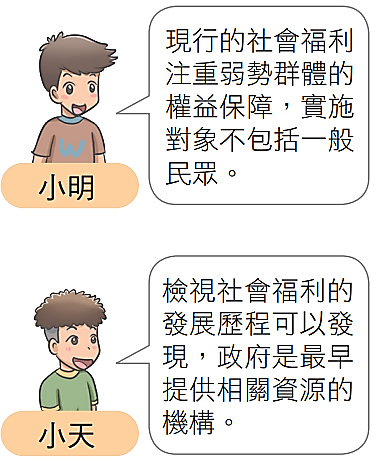 現行的社會福利
注重弱勢群體的
權益保障，實施
對象不包括一般
民眾。
W
小明
檢視社會福利的
發展歷程可以發
現，政府是最早
提供相關資源的
機構。
小天